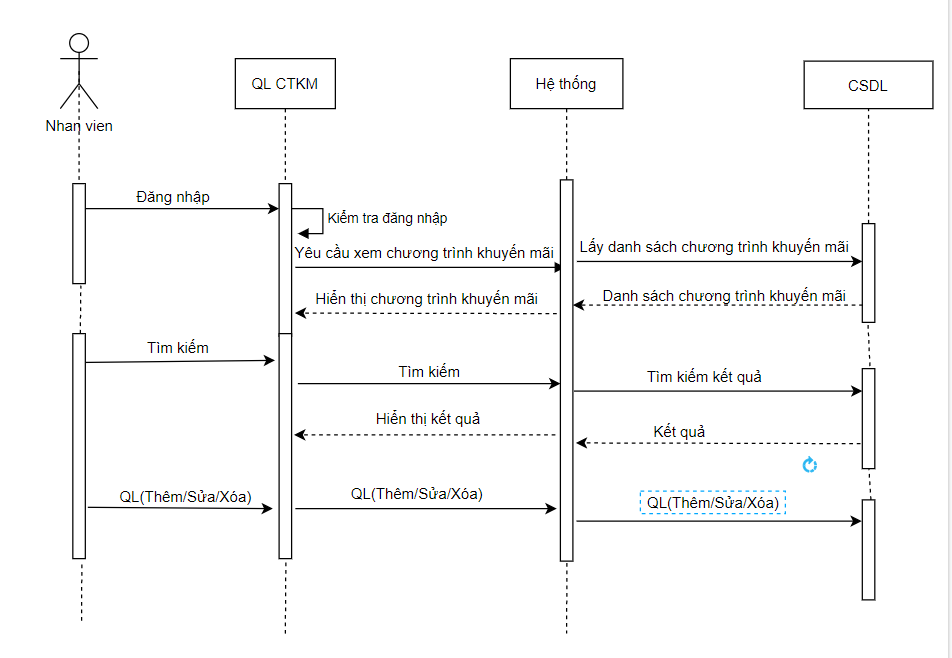 QL CTKM
Hệ thống
CSDL
Nhan vien
Đăng nhập
Kiểm tra đăng nhập
Yêu cầu xem chương trình khuyến mãi
Lấy danh sách chương trình khuyến mãi
Hiển thị chương trình khuyến mãi
Danh sách chương trình khuyến mãi
Tìm kiếm
Tìm kiếm
Tìm kiếm kết quả
Hiển thị kết quả
Kết quả
QL(Thêm/Sửa/Xóa)
QL(Thêm/Sửa/Xóa)
QL(Thêm/Sửa/Xóa)